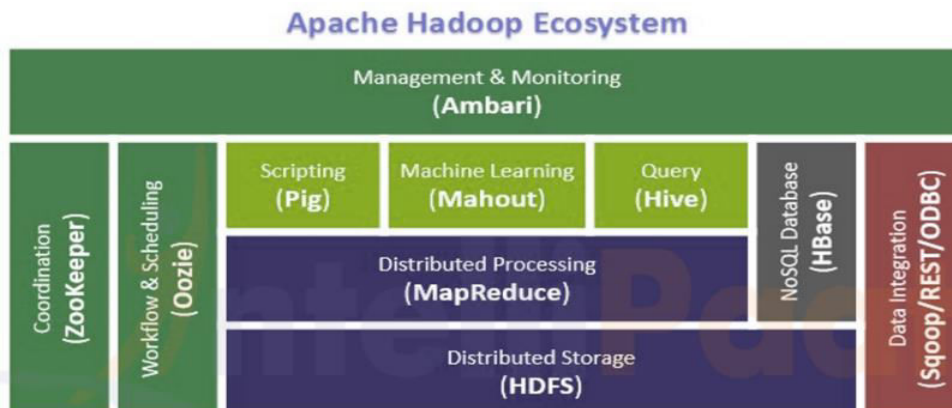 Apache Hadoop Ecosystem
Management & Monitoring
(Ambari)
Coordination
(ZooKeeper)
Workflow & Scheduling
(Oozie)
Scripting
(Pig)
Machine Learning
(Mahout)
Query
(Hive)
Distributed Processing
(MapReduce)
Distributed Storage
(HDFS)
NoSQL Database
(HBase)
Data Integration
(Sqoop/REST/ODBC)